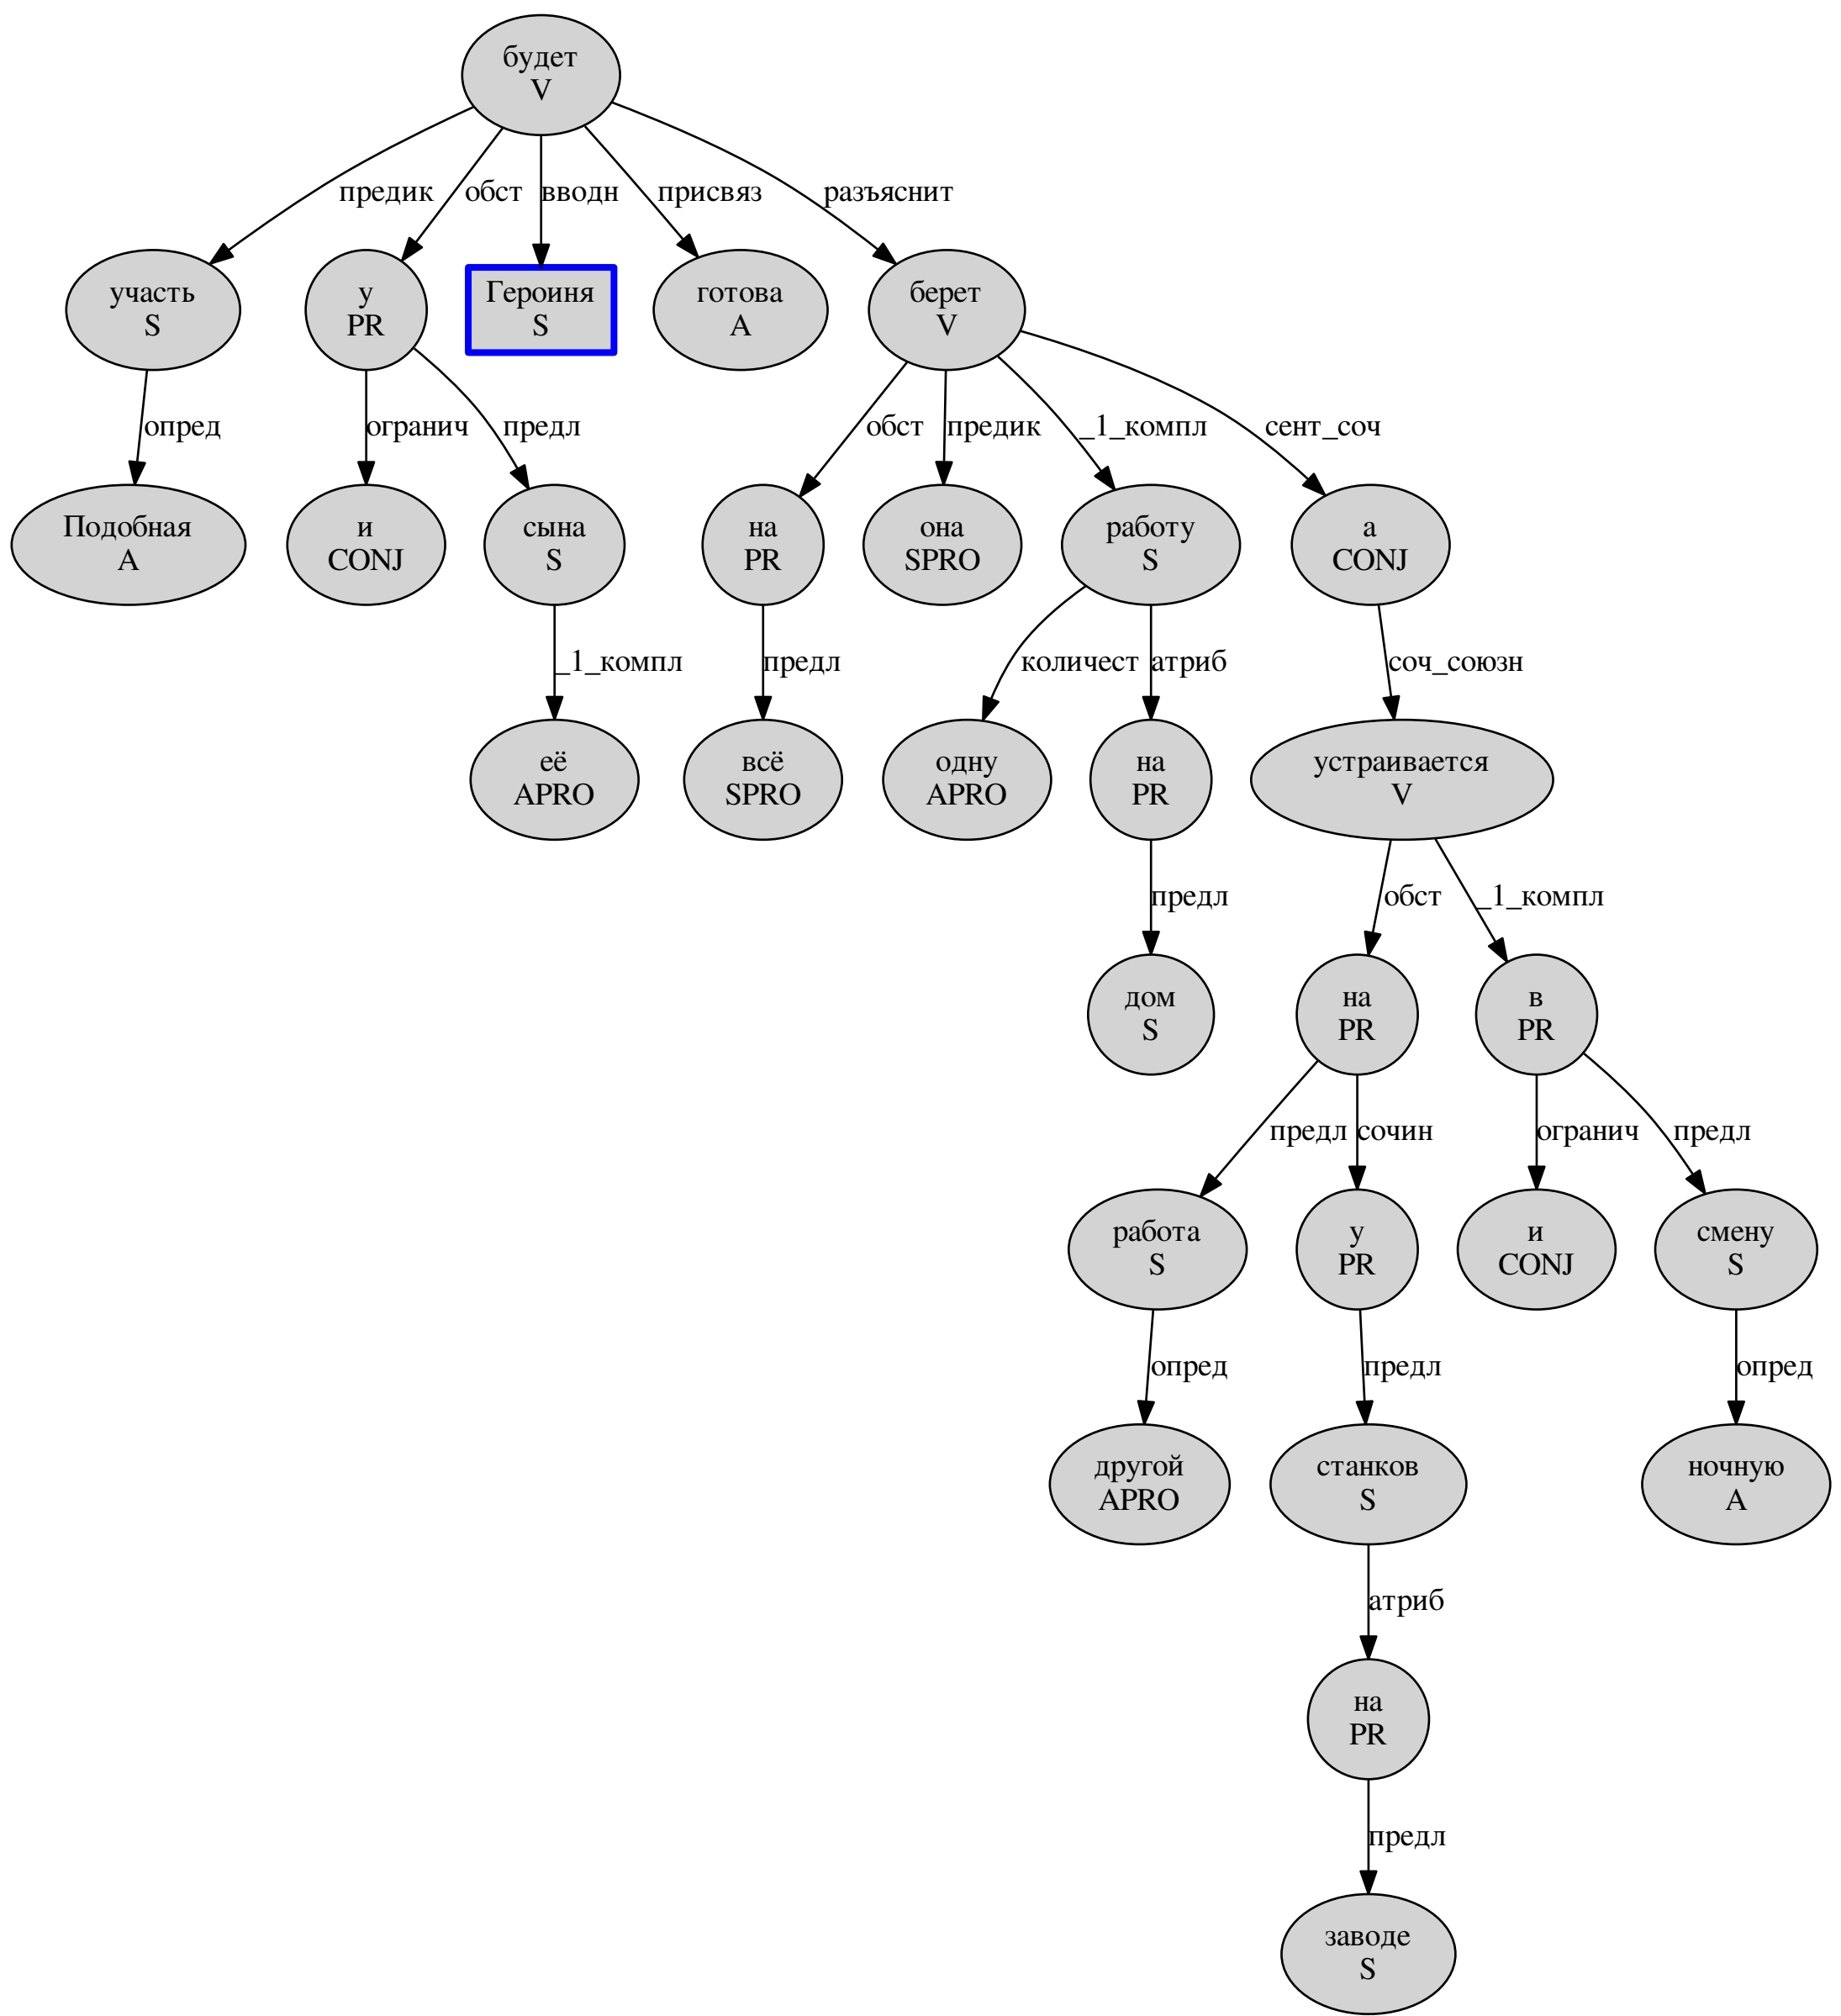 будет
V
предик
обст
вводн
присвяз
разъяснит
участь
S
у
PR
Героиня
S
готова
A
берет
V
опред
огранич
предл
обст
предик
_1_компл
сент_соч
Подобная
A
и
CONJ
сына
S
на
PR
она
SPRO
работу
S
а
CONJ
_1_компл
предл
количест
атриб
соч_союзн
её
APRO
всё
SPRO
одну
APRO
на
PR
устраивается
V
предл
обст
_1_компл
дом
S
на
PR
в
PR
предл
сочин
огранич
предл
работа
S
у
PR
и
CONJ
смену
S
опред
предл
опред
другой
APRO
станков
S
ночную
A
атриб
на
PR
предл
заводе
S